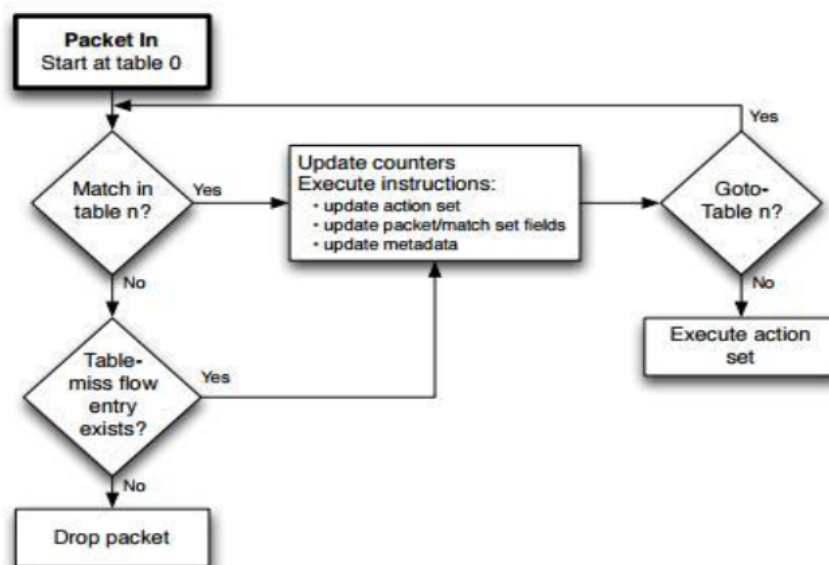 Packet In
Start at table 0
Yes
Match in
table n?
Yes
Update counters
Execute instructions:
• update action set
• update packet/match set fields
• update metadata
Goto-
Table n?
No
No
Execute action
set
Table-
miss flow
entry
exists?
Yes
No
Drop packet